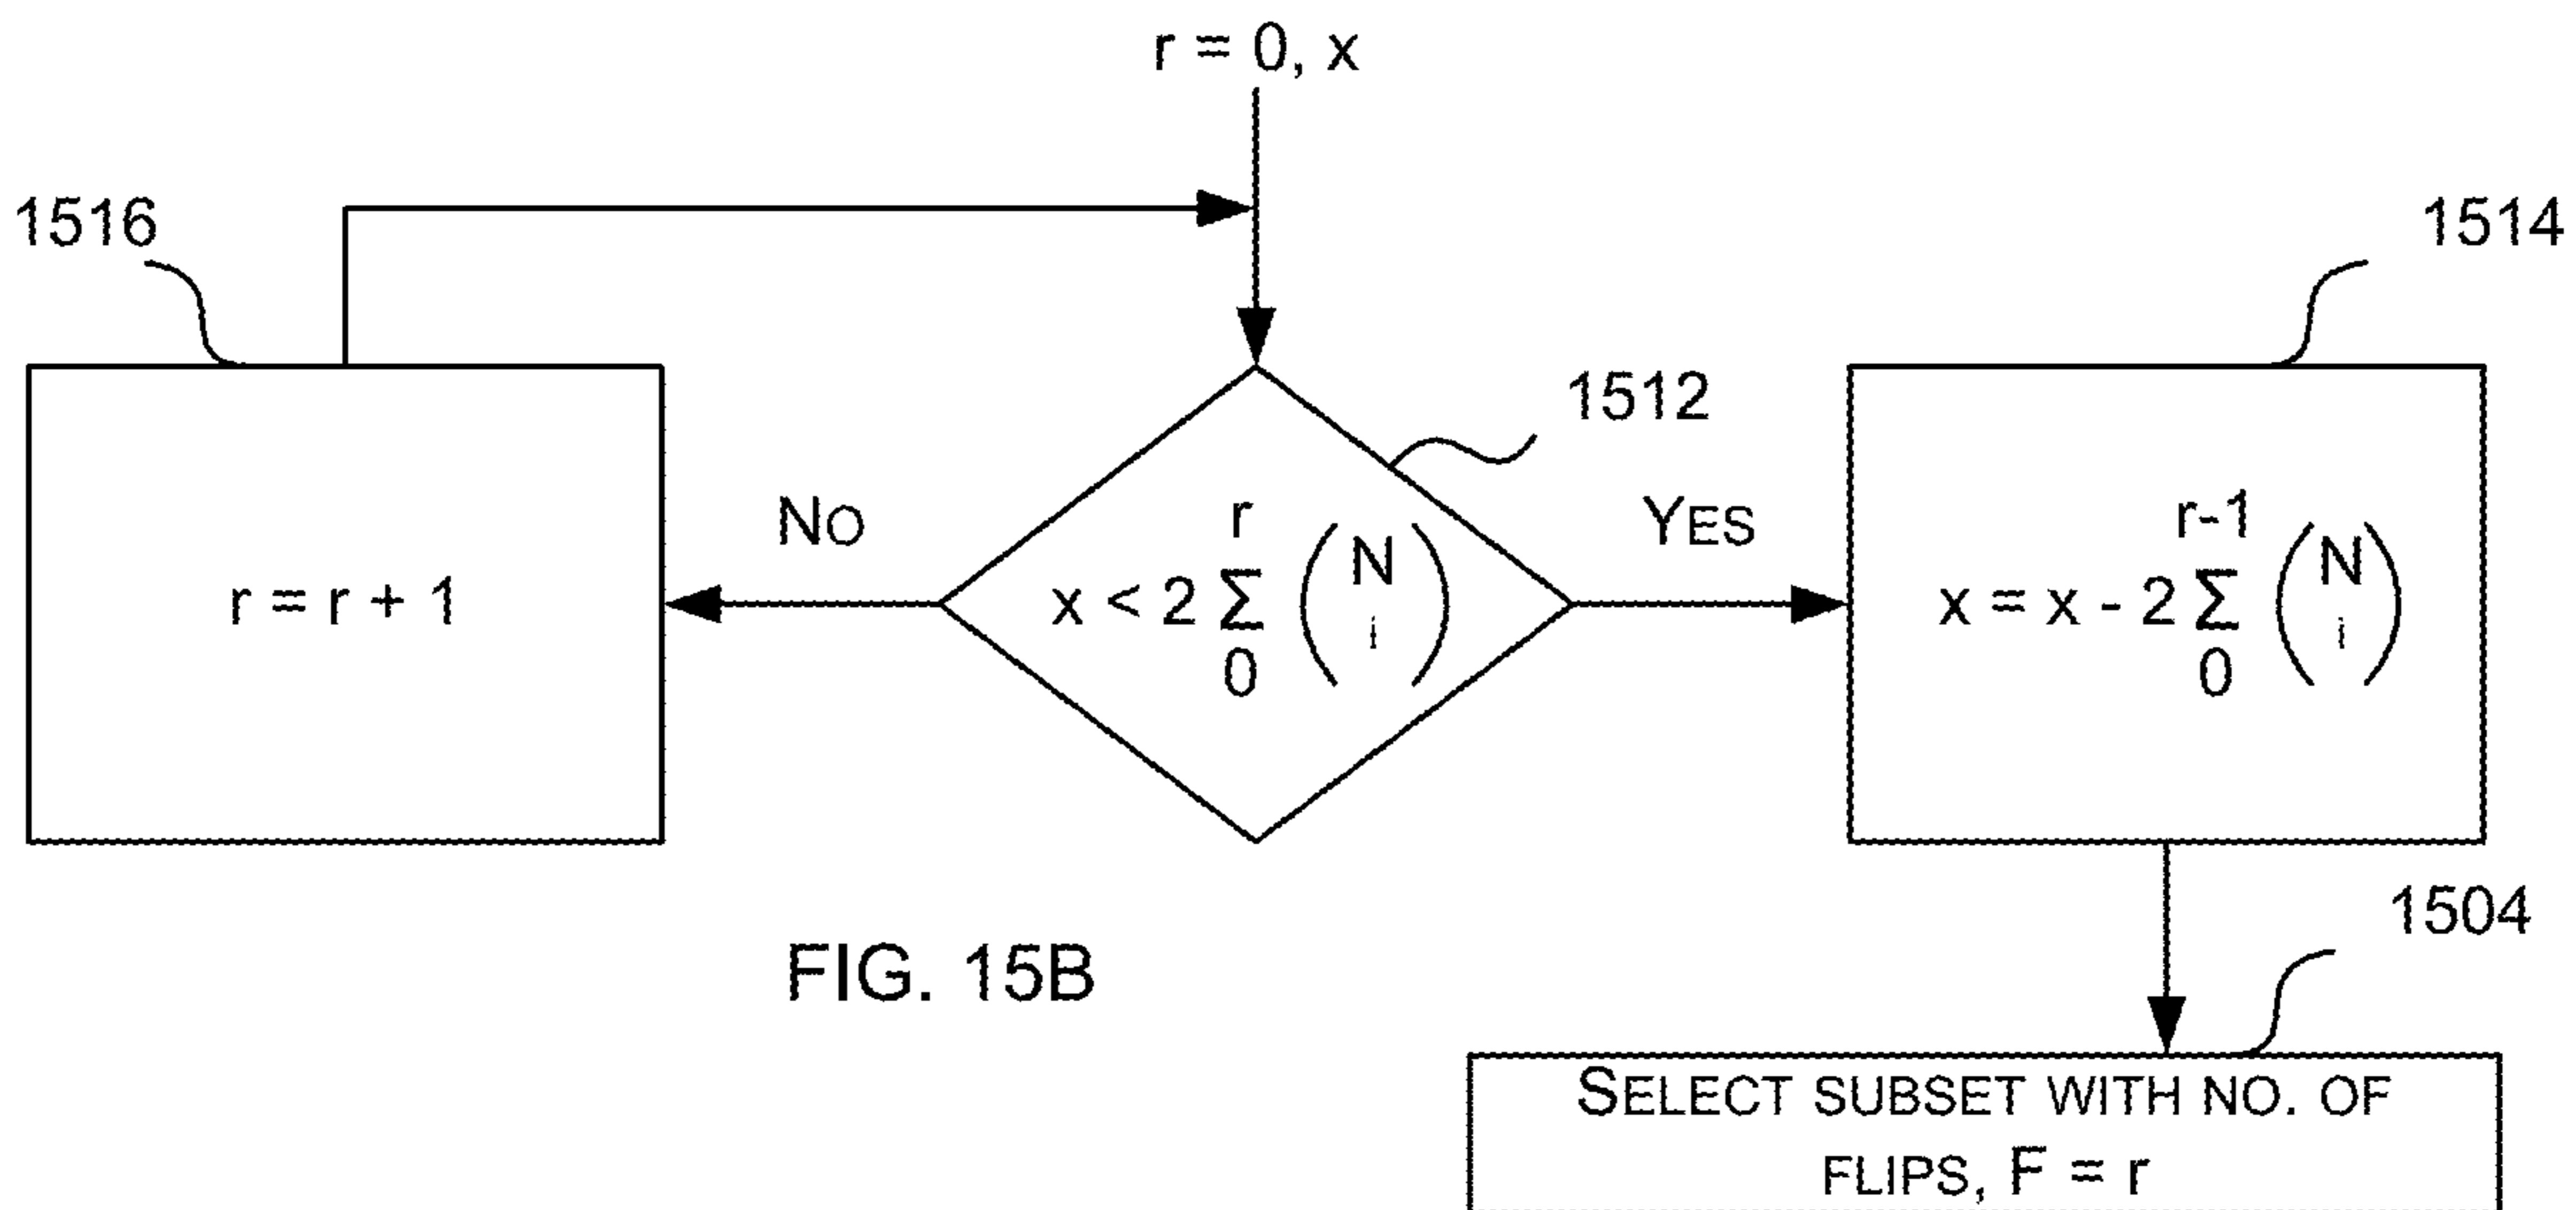 r = 0, x
1516
1514
1512
NO
YES
r = r + 1
r
x < 2 Σ (N i)
0
r-1
x = x - 2 Σ (N i)
0
1504
FIG. 15B
SELECT SUBSET WITH NO. OF
FLIPS, F = r